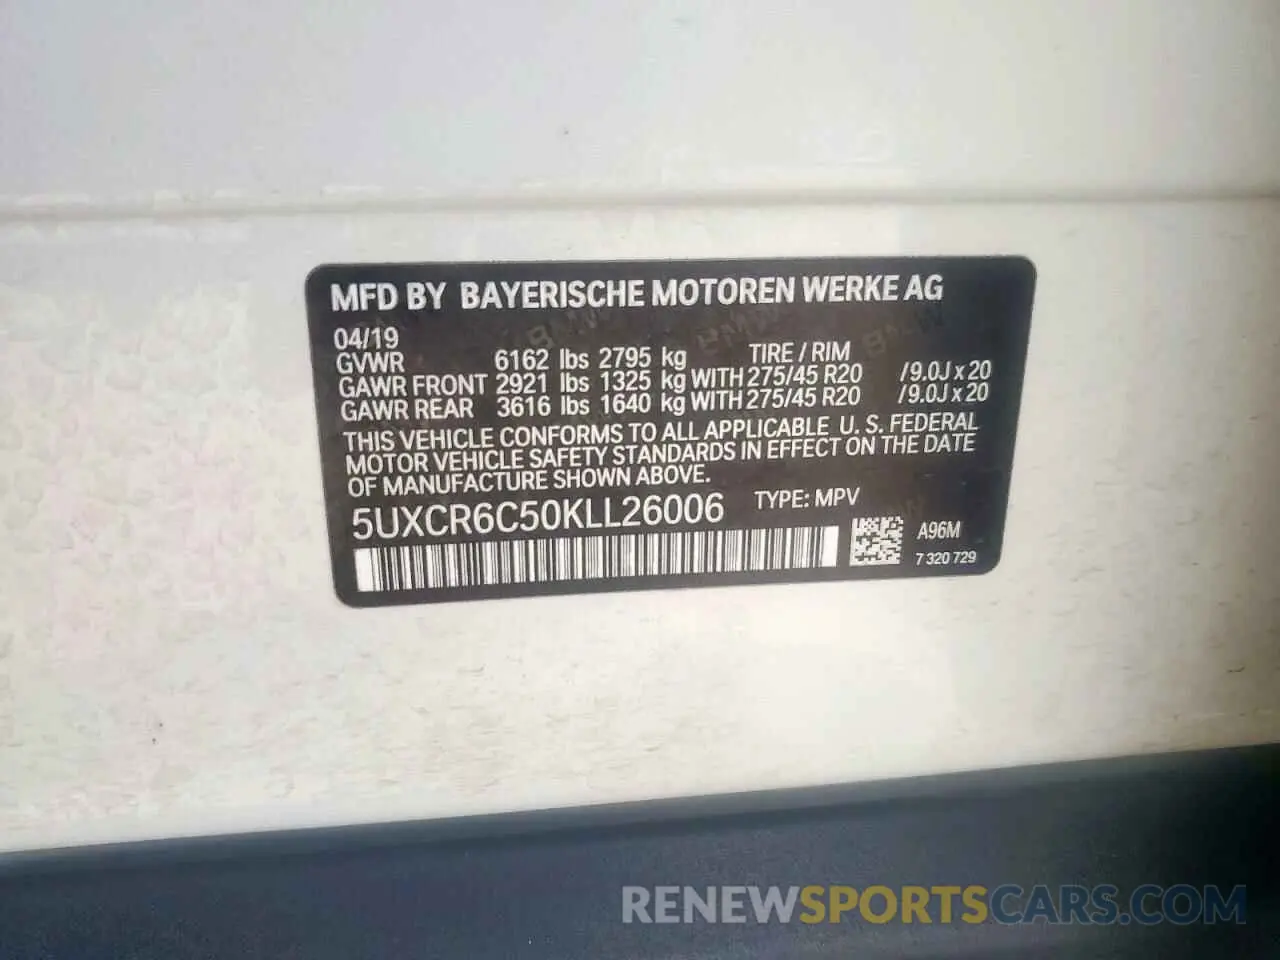 MFD BY BAYERISCHE MOTOREN WERKE AG
04/19
GVWR 6162 lbs 2795 kg TIRE / RIM
GAWR FRONT 2921 lbs 1325 kg WITH 275/45 R20 /9.0J x 20
GAWR REAR 3616 lbs 1640 kg WITH 275/45 R20 /9.0J x 20
THIS VEHICLE CONFORMS TO ALL APPLICABLE U. S. FEDERAL
MOTOR VEHICLE SAFETY STANDARDS IN EFFECT ON THE DATE
OF MANUFACTURE SHOWN ABOVE.
5UXCR6C50KLL26006 TYPE: MPV
A96M
7 320 729
RENEWSPORTSCARS.COM